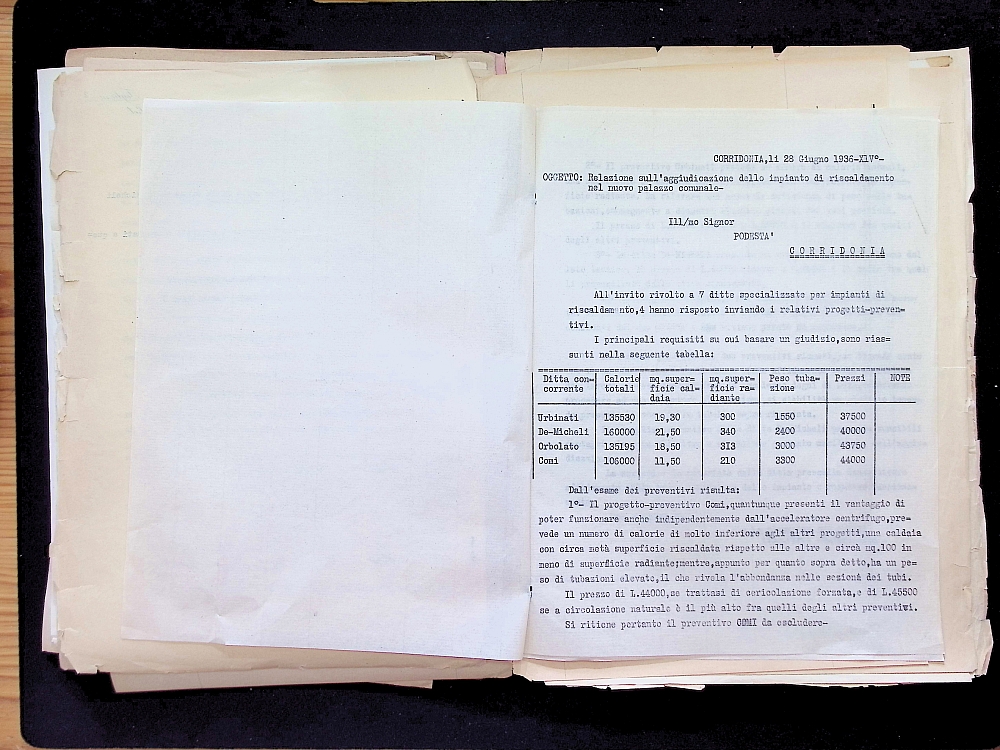 CORRIDONIA,li 28 Giugno 1936-XIV°-
OGGETTO: Relazione sull'aggiudicazione dello impianto di riscaldamento
nel nuovo palazzo comunale-
Ill/mo Signor
PODESTA'
CORRIDONIA
All'invito rivolto a 7 ditte specializzate per impianti di
riscaldam nto,4 hanno risposto inviando i relativi progetti-preven=
tivi.
I principali requisiti su cui basare un giudizio,sono rias=
sunti nella seguente tabella:
Ditta con= Calorie mq.super= mq.super= Peso tuba= Prezzi NOTE
corrente totali ficie cal= ficie ra= zione
daia diante
Urbinati 135530 19,30 300 1550 37500
De-Micheli 160000 21,50 340 2400 40000
Orbolato 135195 18,50 313 3000 43750
Comi 106000 11,50 210 3300 44000
Dall'esame dei preventivi risulta:
1°- Il progetto-preventivo Comi,quantunque presenti il vantaggio di
poter funzionare anche indipendentemente dall'acceleratore centrifugo,pre=
vede un numero di calorie di molto inferiore agli altri progetti,una caldaia
con circa metà superficie riscaldata rispetto alle altre e circà mq.100 in
meno di superficie radiante;mentre,appunto per quanto sopra detto,ha un pe=
so di tubazioni elevato,il che rivela l'abbondanza nelle sezioni dei tubi.
Il prezzo di L.44000,se trattasi di cericolazione forzata,e di L.45500
se a circolazione naturale è il più alto fra quelli degli altri preventivi.
Si ritiene pertanto il preventivo COMI da escludere-